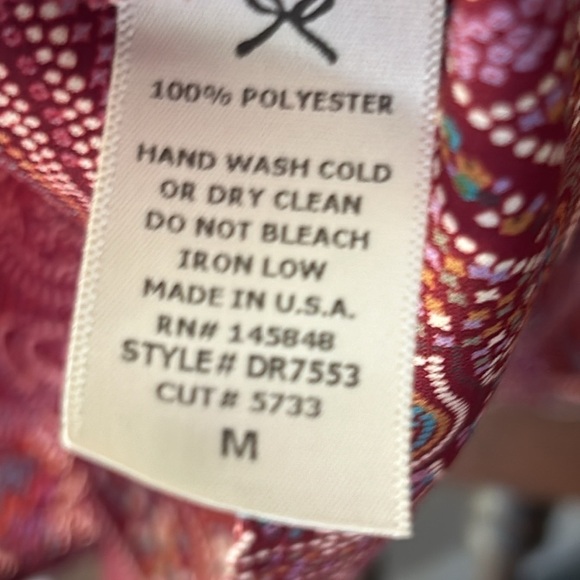 100% POLYESTER
HAND WASH COLD
OR DRY CLEAN
DO NOT BLEACH
IRON LOW
MADE IN U.S.A.
RN# 145848
STYLE# DR7553
CUT# 5733
M